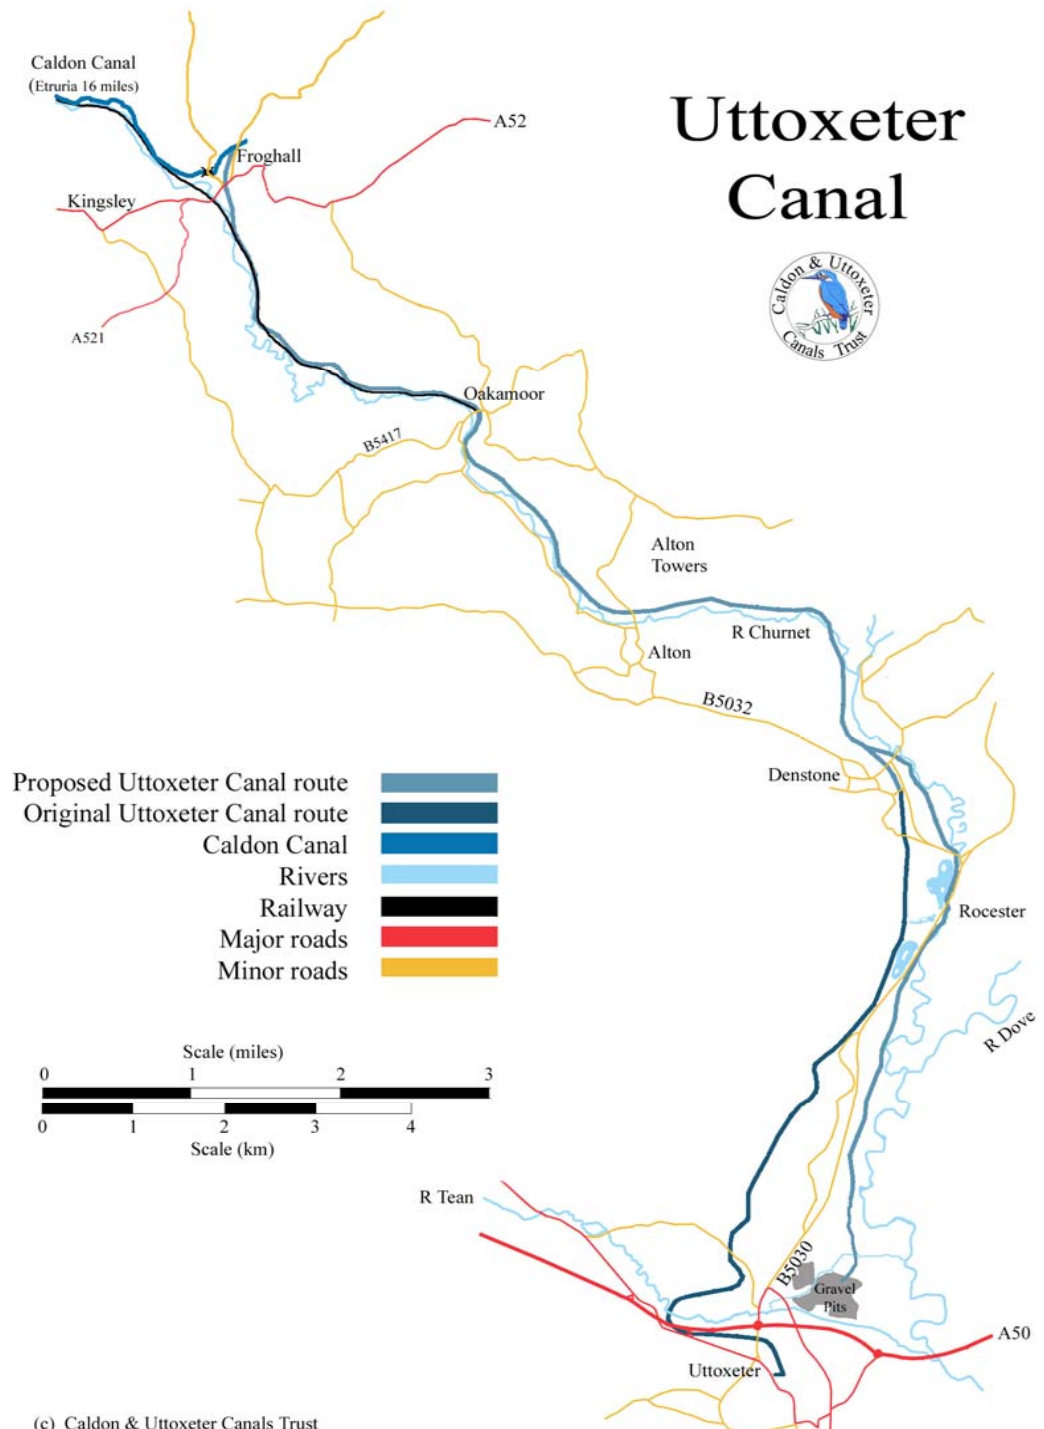 Uttoxeter
Canal
Caldon & Uttoxeter
Canals Trust
Caldon Canal
(Etruria 16 miles)
A52
Froghall
Kingsley
A521
Oakamoor
B5417
Alton
Towers
R Churnet
Alton
B5032
Denstone
Proposed Uttoxeter Canal route
Original Uttoxeter Canal route
Caldon Canal
Rivers
Railway
Major roads
Minor roads
Rocester
R Dove
Scale (miles)
0 1 2 3
0 1 2 3 4
Scale (km)
R Tean
B5030
Gravel
Pits
A50
Uttoxeter
(c) Caldon & Uttoxeter Canals Trust